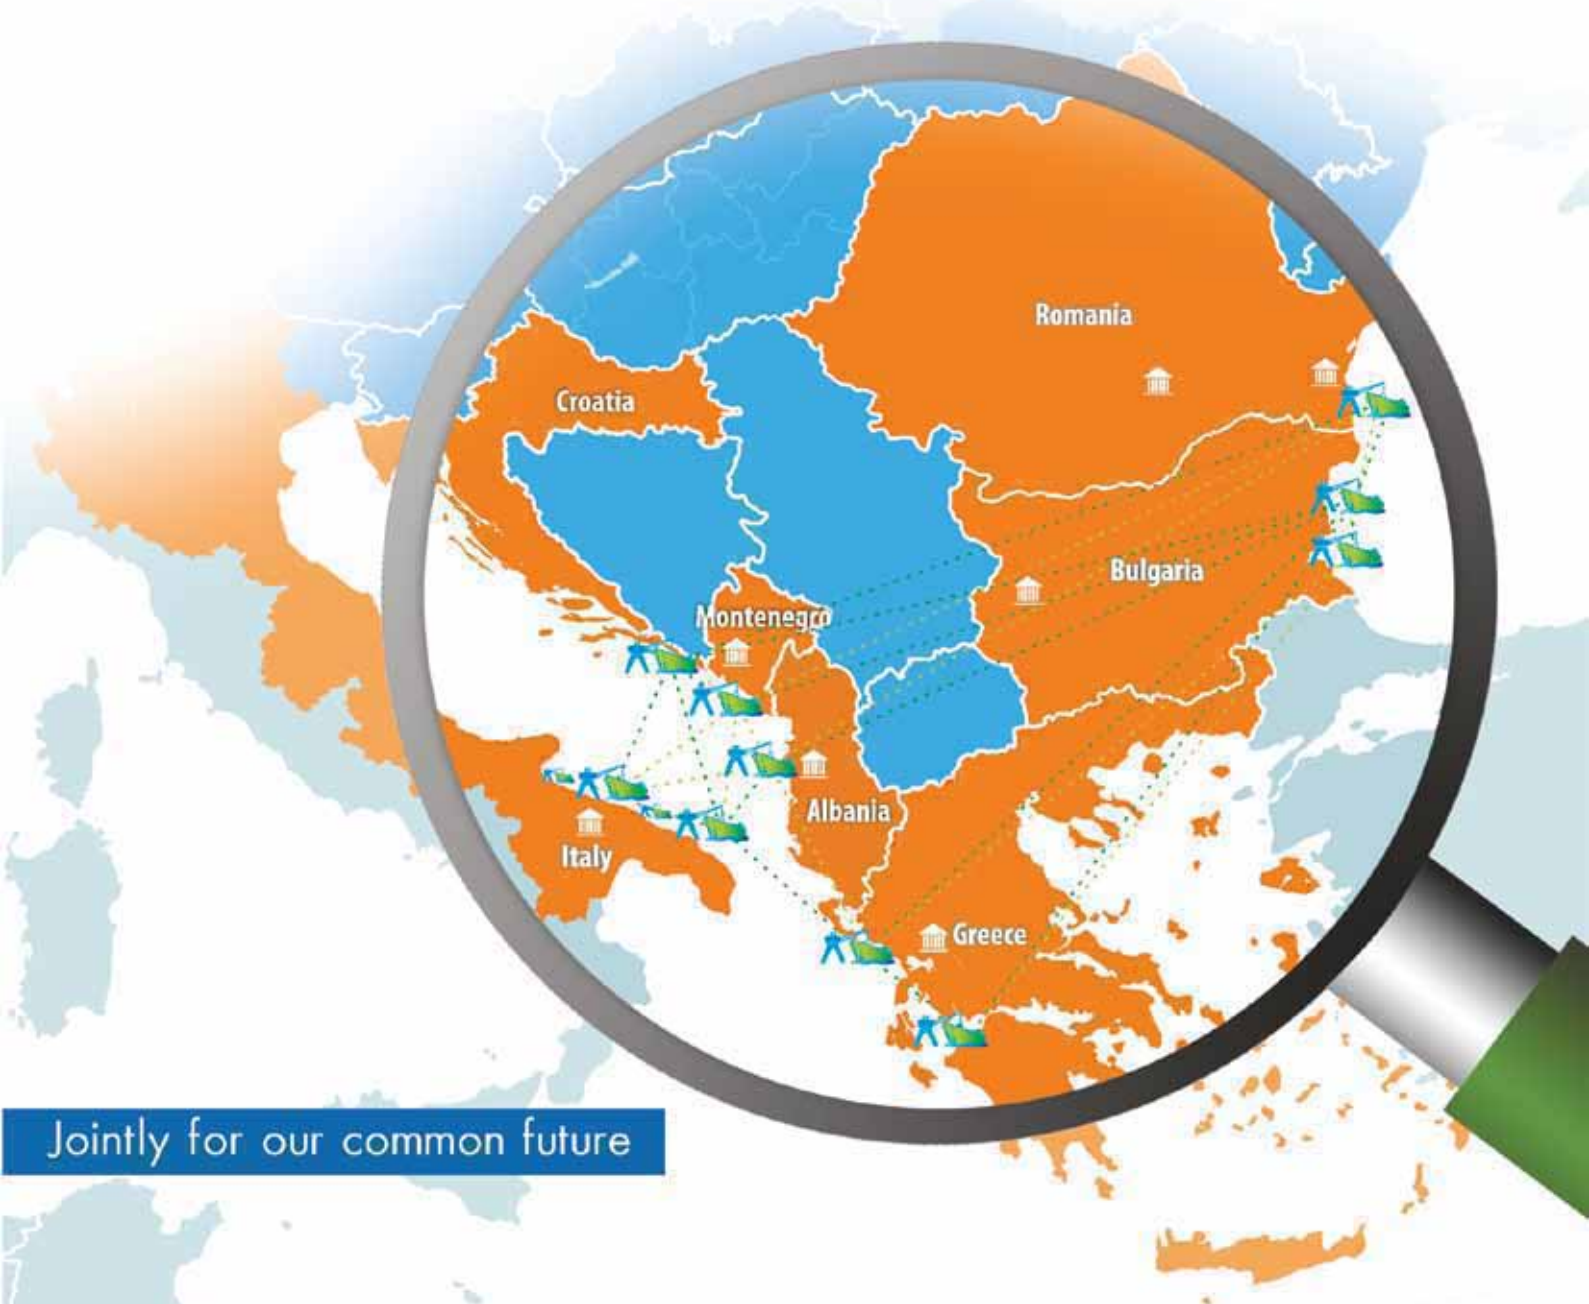 Romania
Croatia
Bulgaria
Montenegro
Albania
Italy
Greece
Jointly for our common future